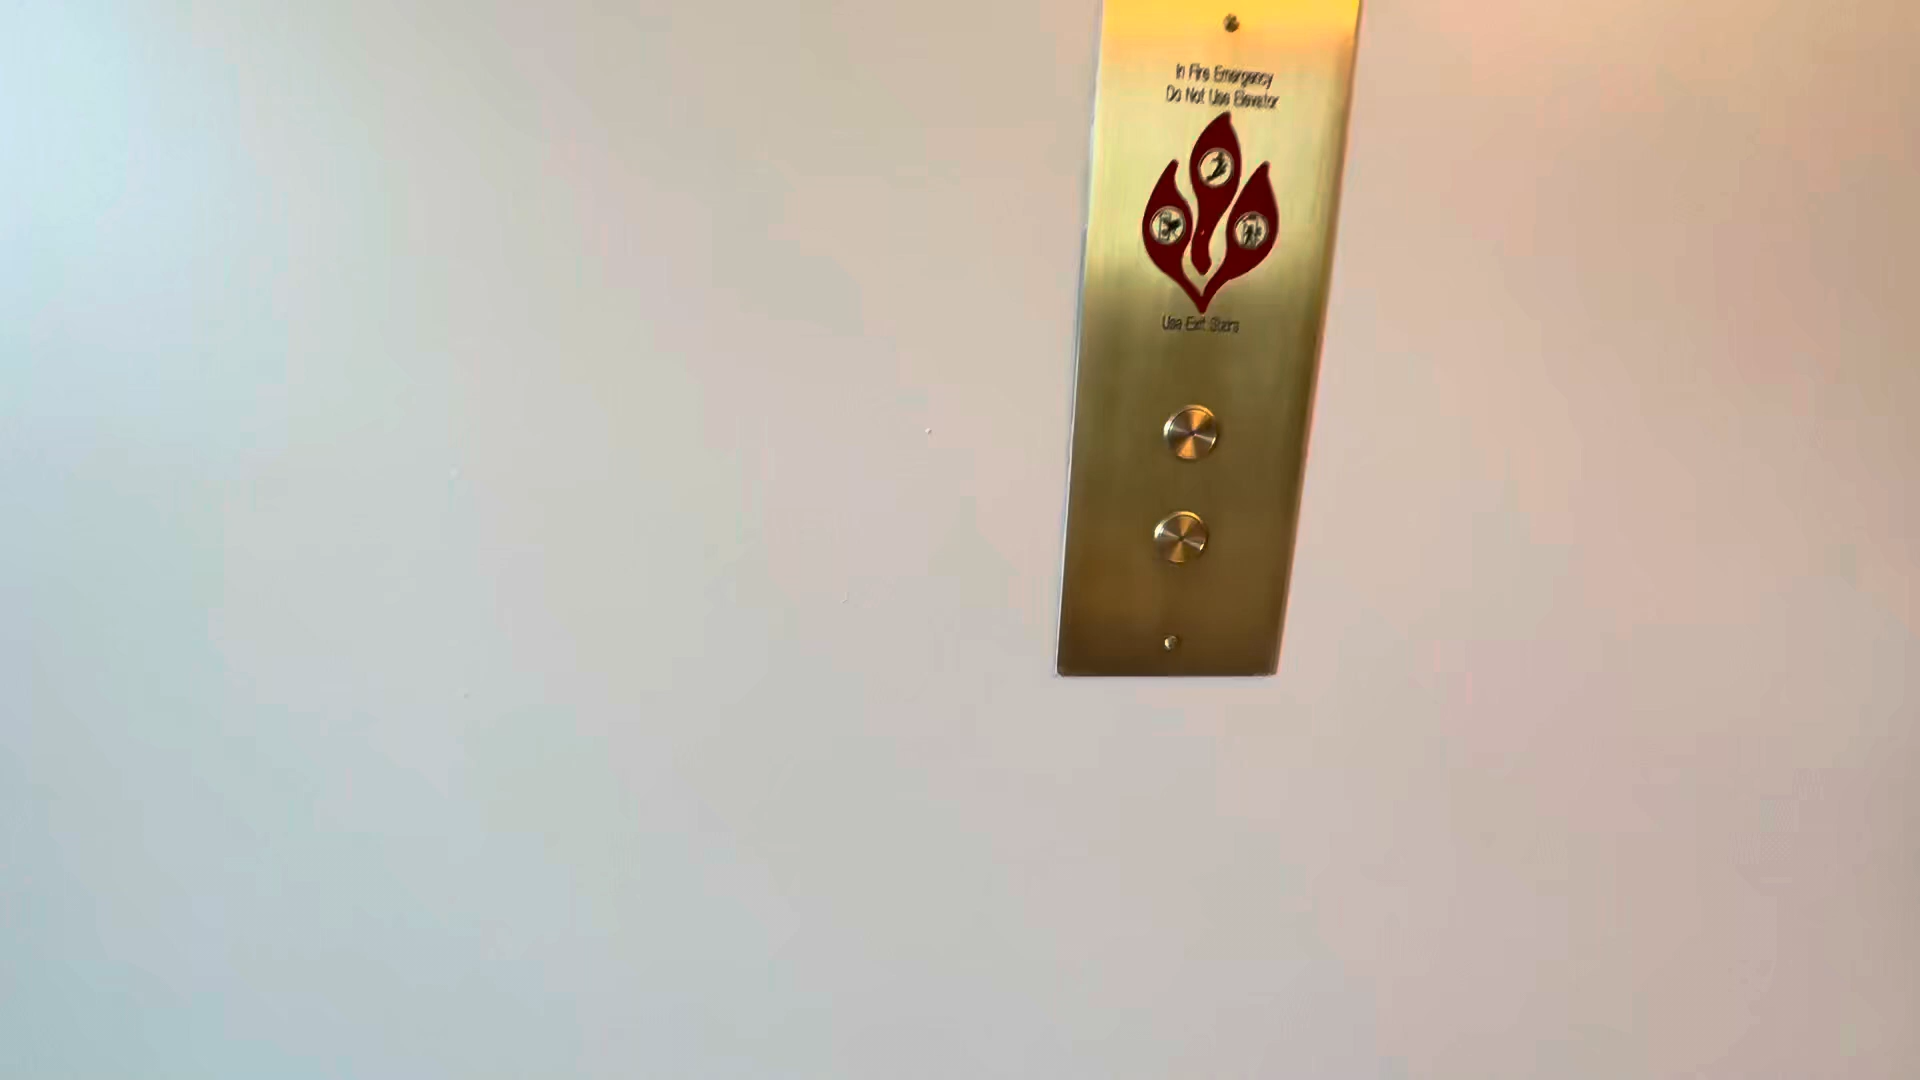 In Fire Emergency
Do Not Use Elevator
Use Exit Stairs